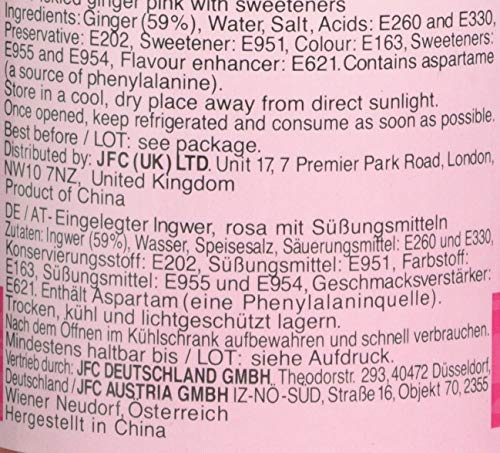 ginger pink with sweeteners
Ingredients: Ginger (59%), Water, Salt, Acids: E260 and E330,
Preservative: E202, Sweetener: E951, Colour: E163, Sweeteners:
E955 and E954, Flavour enhancer: E621. Contains aspartame
(a source of phenylalanine).
Store in a cool, dry place away from direct sunlight.
Once opened, keep refrigerated and consume as soon as possible.
Best before / LOT: see package.
Distributed by: JFC (UK) LTD. Unit 17, 7 Premier Park Road, London,
NW10 7NZ, United Kingdom
Product of China
DE / AT- Eingelegter Ingwer, rosa mit Süßungsmitteln
Zutaten: Ingwer (59%), Wasser, Speisesalz, Säuerungsmittel: E260 und E330,
Konservierungsstoff: E202, Süßungsmittel: E951, Farbstoff:
E163, Süßungsmittel: E955 und E954, Geschmacksverstärker:
E621. Enthält Aspartam (eine Phenylalaninquelle).
Trocken, kühl und lichtgeschützt lagern.
Nach dem Öffnen im Kühlschrank aufbewahren und schnell verbrauchen.
Mindestens haltbar bis / LOT: siehe Aufdruck.
Vertrieb durch: JFC DEUTSCHLAND GMBH, Theodorstr. 293, 40472 Düsseldorf,
Deutschland / JFC AUSTRIA GMBH IZ-NÖ-SÜD, Straße 16, Objekt 70, 2355
Wiener Neudorf, Österreich
Hergestellt in China